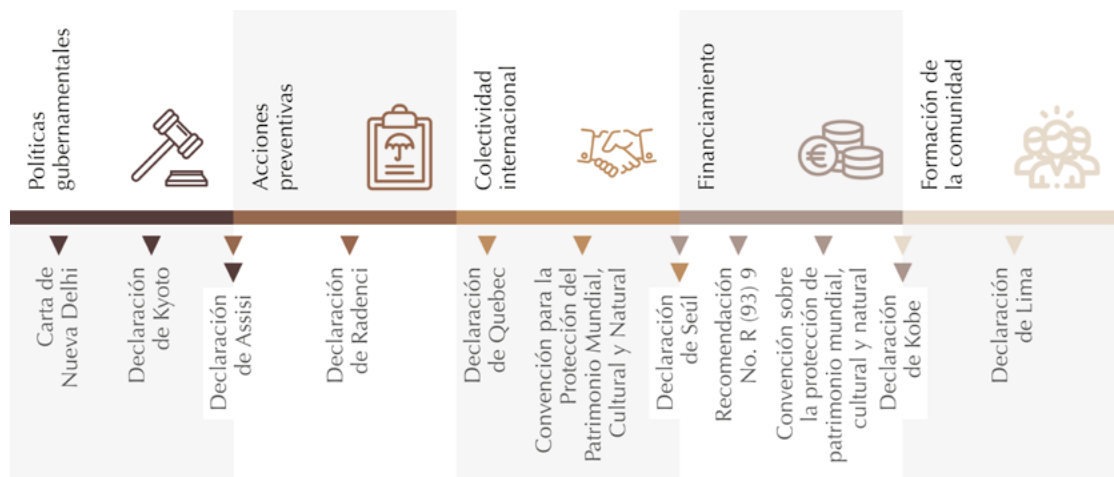 Políticas
gubernamentales
Acciones
preventivas
Colectividad
internacional
Financiamiento
Formación de
la comunidad
Carta de
Nueva Delhi
Declaración
de Kyoto
Declaración
de Assisi
Declaración
de Radenci
Declaración
de Quebec
Convención para la
Protección del
Patrimonio Mundial,
Cultural y Natural
Declaración
de Seúl
Recomendación
No. R (93) 9
Convención sobre
la protección de
patrimonio mundial,
cultural y natural
Declaración
de Kobe
Declaración
de Lima